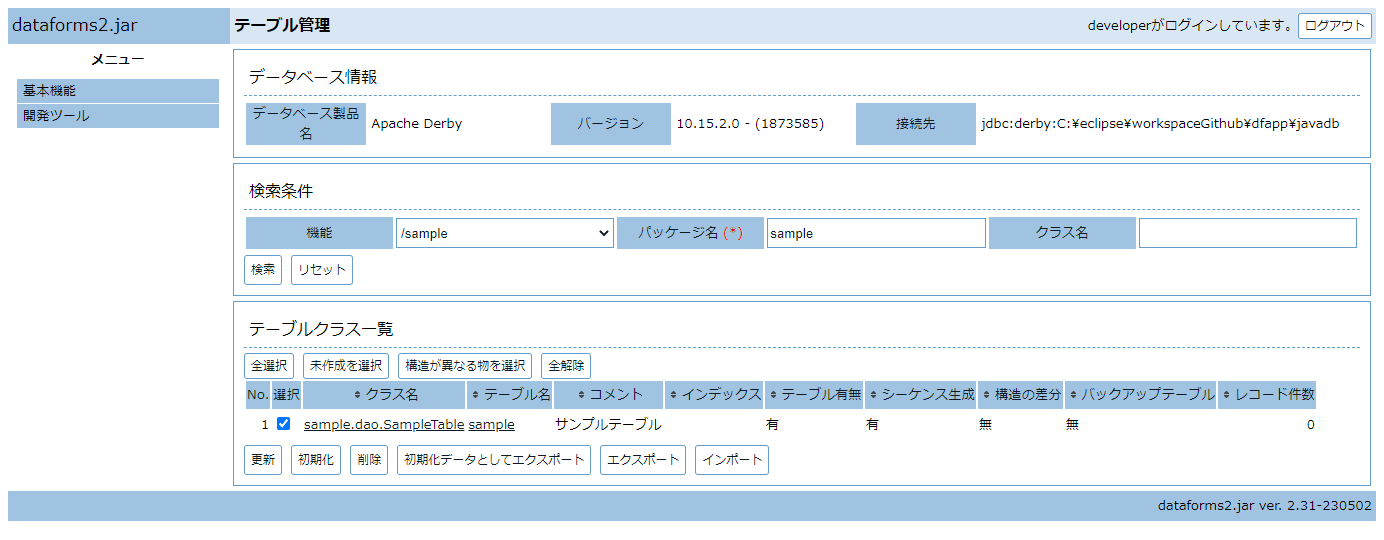 dataforms2.jar
テーブル管理
developerがログインしています。 ログアウト
メニュー
基本機能
開発ツール
データベース情報
データベース製品名 Apache Derby バージョン 10.15.2.0 - (1873585) 接続先 jdbc:derby:C:¥eclipse¥workspaceGithub¥dfapp¥javadb
検索条件
機能 /sample パッケージ名 (*) sample クラス名
検索 リセット
テーブルクラス一覧
全選択 未作成を選択 構造が異なる物を選択 全解除
No. 選択 クラス名 テーブル名 コメント インデックス テーブル有無 シーケンス生成 構造の差分 バックアップテーブル レコード件数
1 sample.dao.SampleTable sample サンプルテーブル 有 有 無 無 0
更新 初期化 削除 初期化データとしてエクスポート エクスポート インポート
dataforms2.jar ver. 2.31-230502